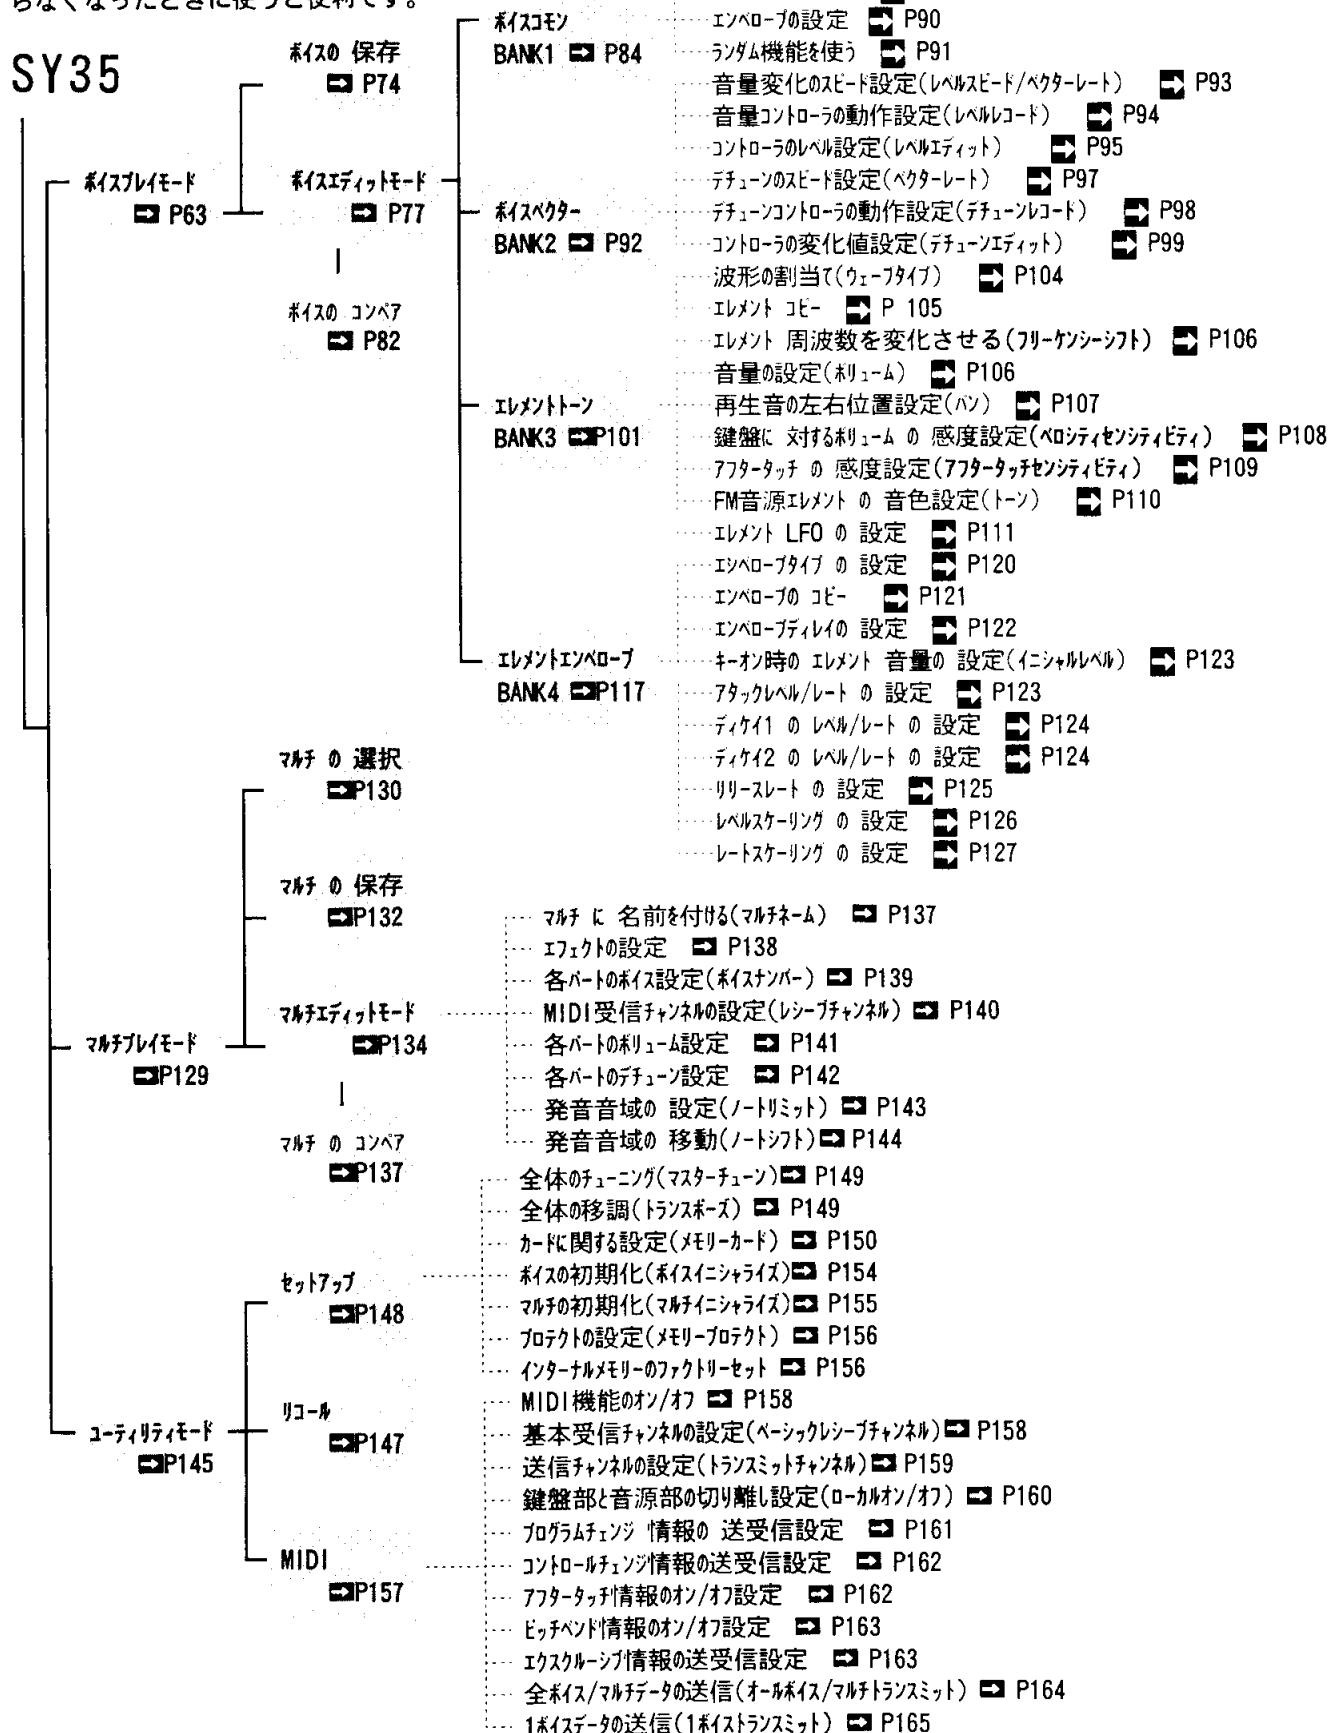 らなくなったときに使うと便利です。
SY35
ボイスプレイモード
➡ P63
ボイスの 保存
➡ P74
ボイスエディットモード
➡ P77
ボイスの コンペア
➡ P82
ボイスコモン
BANK1 ➡ P84
エンベロープの設定 ➡ P90
ランダム機能を使う ➡ P91
ボイスベクター
BANK2 ➡ P92
音量変化のスピード設定(レベルスピード/ベクターレート) ➡ P93
音量コントローラの動作設定(レベルレコード) ➡ P94
コントローラのレベル設定(レベルエディット) ➡ P95
デチューンのスピード設定(ベクターレート) ➡ P97
デチューンコントローラの動作設定(デチューンレコード) ➡ P98
コントローラの変化値設定(デチューンエディット) ➡ P99
エレメントトーン
BANK3 ➡P101
波形の割当て(ウェーブタイプ) ➡ P104
エレメント コピー ➡ P 105
エレメント 周波数を変化させる(フリーケンシーシフト) ➡ P106
音量の設定(ボリューム) ➡ P106
再生音の左右位置設定(パン) ➡ P107
鍵盤に 対するボリューム の 感度設定(ベロシティセンシティビティ) ➡ P108
アフタータッチ の 感度設定(アフタータッチセンシティビティ) ➡ P109
FM音源エレメント の 音色設定(トーン) ➡ P110
エレメント LFO の 設定 ➡ P111
エレメントエンベロープ
BANK4 ➡P117
エンベロープタイプ の 設定 ➡ P120
エンベロープの コピー ➡ P121
エンベロープディレイの 設定 ➡ P122
キーオン時の エレメント 音量の 設定(イニシャルレベル) ➡ P123
アタックレベル/レート の 設定 ➡ P123
ディケイ1 の レベル/レート の 設定 ➡ P124
ディケイ2 の レベル/レート の 設定 ➡ P124
リリースレート の 設定 ➡ P125
レベルスケーリング の 設定 ➡ P126
レートスケーリング の 設定 ➡ P127
マルチプレイモード
➡P129
マルチ の 選択
➡P130
マルチ の 保存
➡P132
マルチエディットモード
➡P134
マルチ の コンペア
➡P137
マルチ に 名前を付ける(マルチネーム) ➡ P137
エフェクトの設定 ➡ P138
各パートのボイス設定(ボイスナンバー) ➡ P139
MIDI受信チャンネルの設定(レシーブチャンネル) ➡ P140
各パートのボリューム設定 ➡ P141
各パートのデチューン設定 ➡ P142
発音音域の 設定(ノートリミット) ➡ P143
発音音域の 移動(ノートシフト) ➡ P144
ユーティリティモード
➡P145
セットアップ
➡P148
全体のチューニング(マスターチューン) ➡ P149
全体の移調(トランスポーズ) ➡ P149
カードに関する設定(メモリーカード) ➡ P150
ボイスの初期化(ボイスイニシャライズ) ➡ P154
マルチの初期化(マルチイニシャライズ) ➡ P155
プロテクトの設定(メモリープロテクト) ➡ P156
インターナルメモリーのファクトリーセット ➡ P156
リコール
➡P147
MIDI
➡P157
MIDI機能のオン/オフ ➡ P158
基本受信チャンネルの設定(ベーシックレシーブチャンネル) ➡ P158
送信チャンネルの設定(トランスミットチャンネル) ➡ P159
鍵盤部と音源部の切り離し設定(ローカルオン/オフ) ➡ P160
プログラムチェンジ 情報の 送受信設定 ➡ P161
コントロールチェンジ情報の送受信設定 ➡ P162
アフタータッチ情報のオン/オフ設定 ➡ P162
ピッチベンド情報のオン/オフ設定 ➡ P163
エクスクルーシブ情報の送受信設定 ➡ P163
全ボイス/マルチデータの送信(オールボイス/マルチトランスミット) ➡ P164
1ボイスデータの送信(1ボイストランスミット) ➡ P165